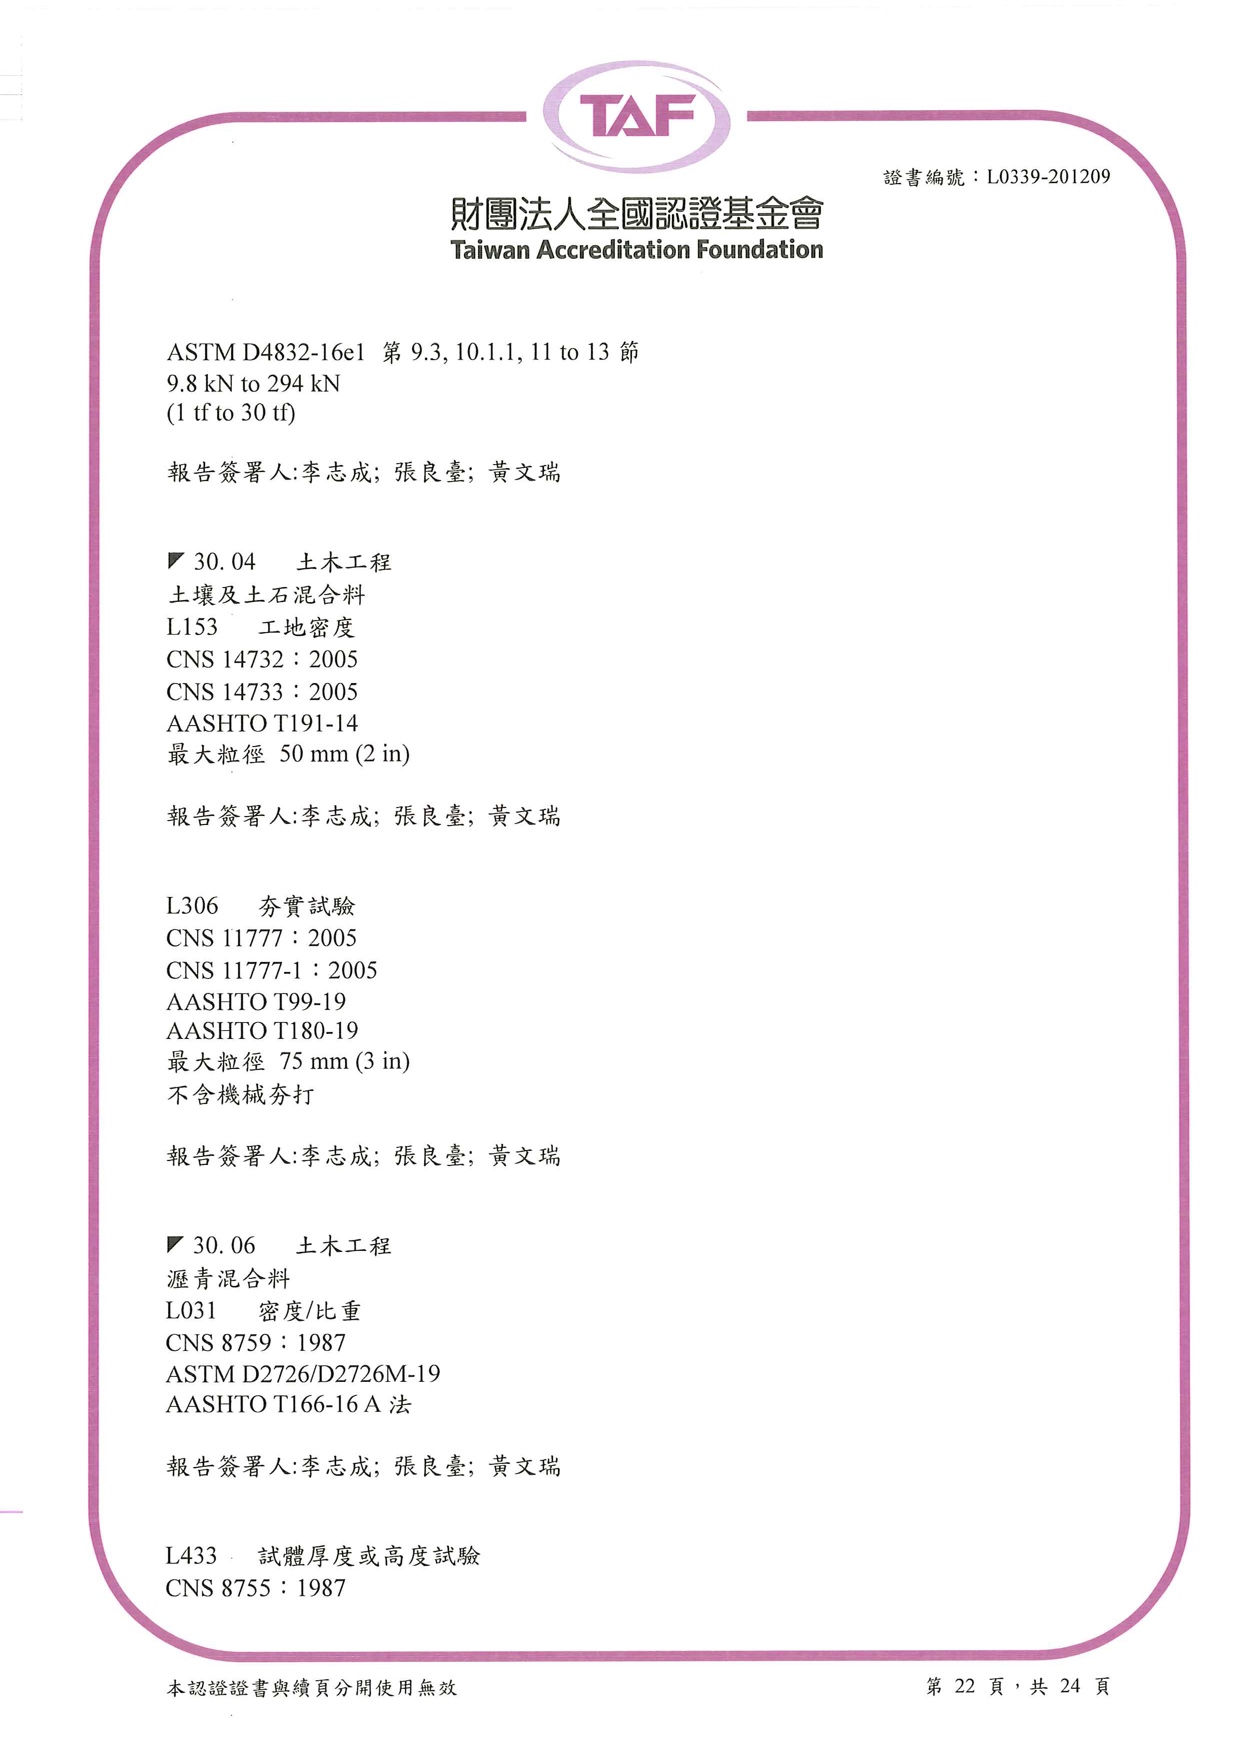 TAF
證書編號：L0339-201209
財團法人全國認證基金會
Taiwan Accreditation Foundation
ASTM D4832-16e1 第 9.3, 10.1.1, 11 to 13 節
9.8 kN to 294 kN
(1 tf to 30 tf)
報告簽署人:李志成; 張良臺; 黃文瑞
30.04 土木工程
土壤及土石混合料
L153 工地密度
CNS 14732：2005
CNS 14733：2005
AASHTO T191-14
最大粒徑 50 mm (2 in)
報告簽署人:李志成; 張良臺; 黃文瑞
L306 夯實試驗
CNS 11777：2005
CNS 11777-1：2005
AASHTO T99-19
AASHTO T180-19
最大粒徑 75 mm (3 in)
不含機械夯打
報告簽署人:李志成; 張良臺; 黃文瑞
30.06 土木工程
瀝青混合料
L031 密度/比重
CNS 8759：1987
ASTM D2726/D2726M-19
AASHTO T166-16 A 法
報告簽署人:李志成; 張良臺; 黃文瑞
L433 試體厚度或高度試驗
CNS 8755：1987
本認證證書與續頁分開使用無效
第 22 頁，共 24 頁